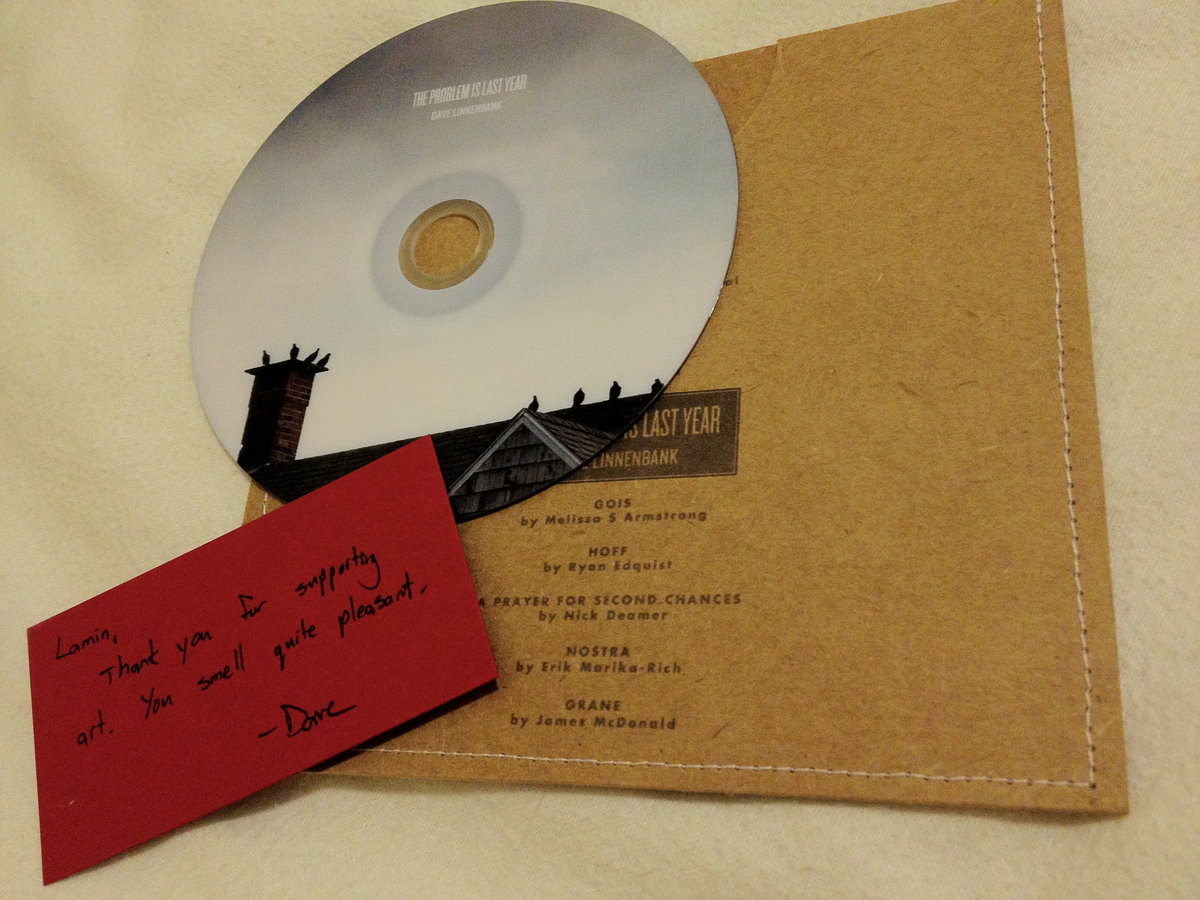 THE PROBLEM IS LAST YEAR
DAVE LINNENBANK
IS LAST YEAR
LINNENBANK
GOIS
by Melissa S Armstrong
HOFF
by Ryan Edquist
A PRAYER FOR SECOND CHANCES
by Nick Deamer
NOSTRA
by Erik Marika-Rich
GRANE
by James McDonald
Lamin,
Thank you for supporting
art. You smell quite pleasant.
-Dave